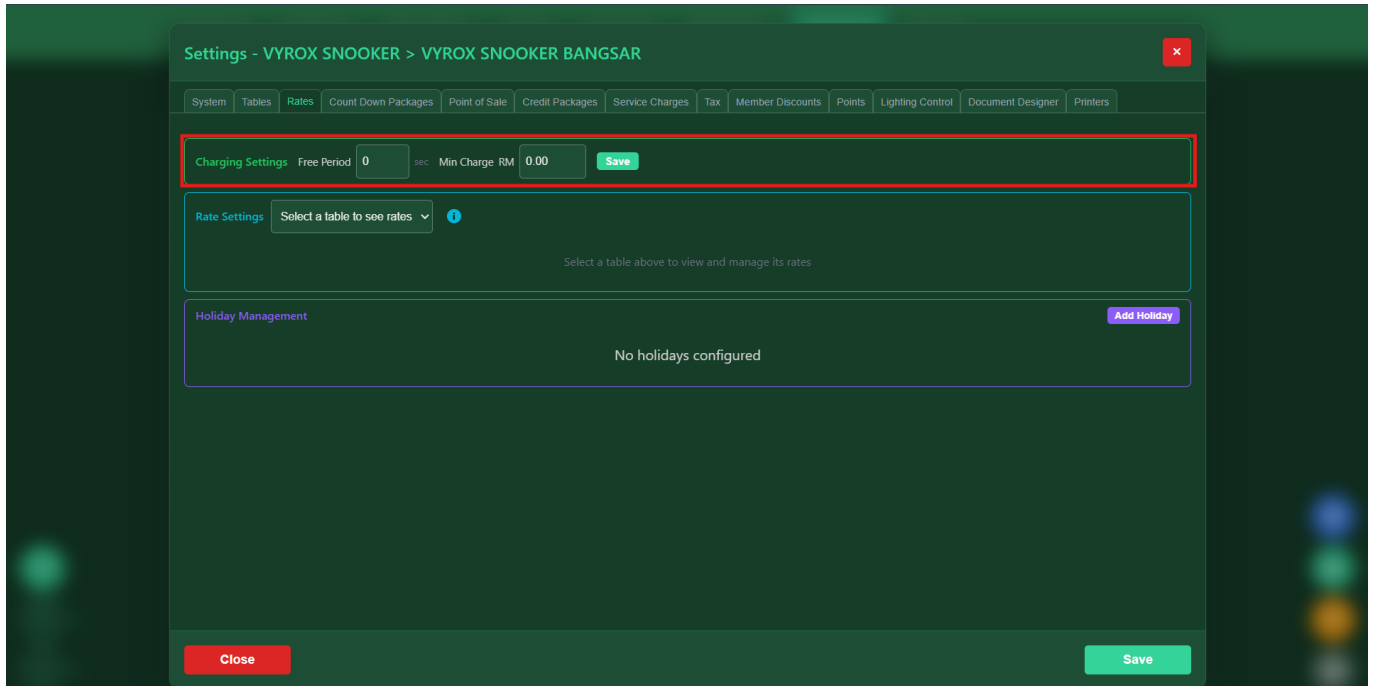 Settings - VYROX SNOOKER > VYROX SNOOKER BANGSAR
×
System Tables Rates Count Down Packages Point of Sale Credit Packages Service Charges Tax Member Discounts Points Lighting Control Document Designer Printers
Charging Settings Free Period 0 sec Min Charge RM 0.00 Save
Rate Settings Select a table to see rates i
Select a table above to view and manage its rates
Holiday Management Add Holiday
No holidays configured
Close Save